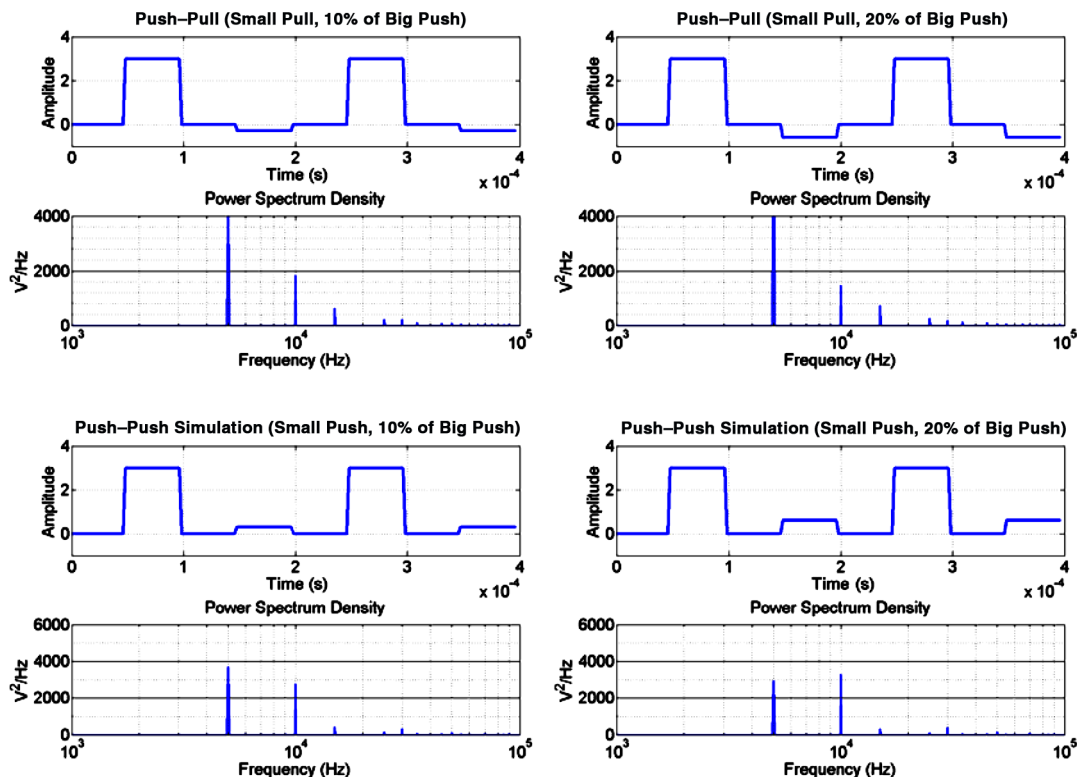 Push–Pull (Small Pull, 10% of Big Push)
4
2
0
Amplitude
0 1 2 3 4
Time (s)
x 10⁻⁴
Power Spectrum Density
4000
2000
0
V²/Hz
10³ 10⁴ 10⁵
Frequency (Hz)
Push–Pull (Small Pull, 20% of Big Push)
4
2
0
Amplitude
0 1 2 3 4
Time (s)
x 10⁻⁴
Power Spectrum Density
4000
2000
0
V²/Hz
10³ 10⁴ 10⁵
Frequency (Hz)
Push–Push Simulation (Small Push, 10% of Big Push)
4
2
0
Amplitude
0 1 2 3 4
Time (s)
x 10⁻⁴
Power Spectrum Density
6000
4000
2000
0
V²/Hz
10³ 10⁴ 10⁵
Frequency (Hz)
Push–Push Simulation (Small Push, 20% of Big Push)
4
2
0
Amplitude
0 1 2 3 4
Time (s)
x 10⁻⁴
Power Spectrum Density
6000
4000
2000
0
V²/Hz
10³ 10⁴ 10⁵
Frequency (Hz)